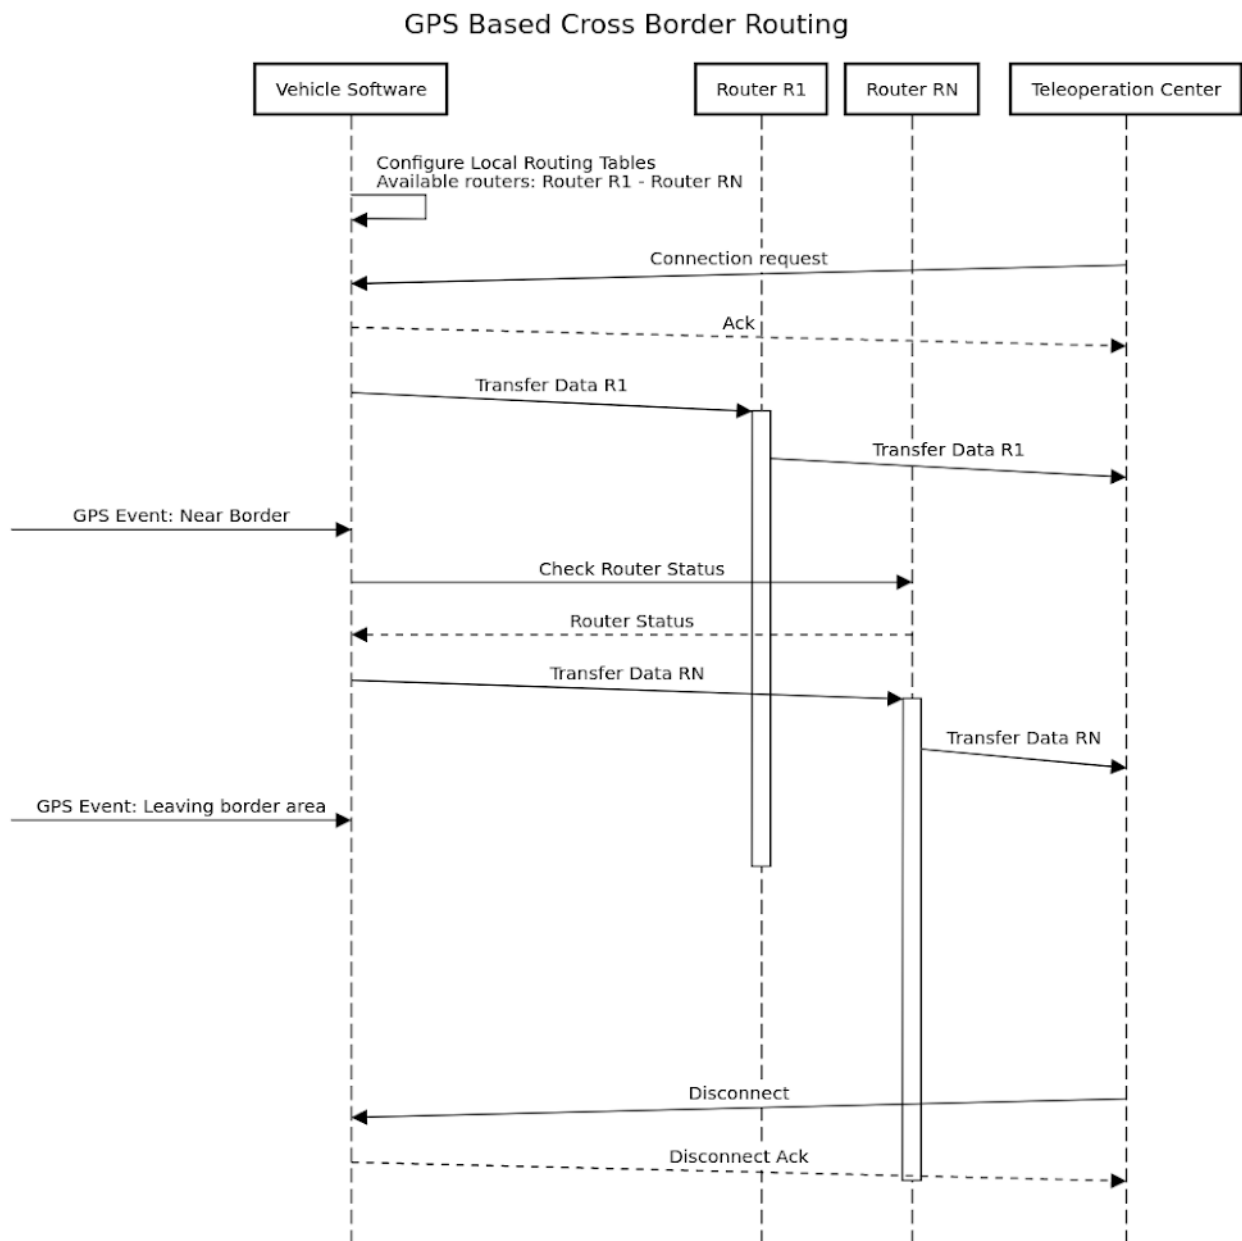 GPS Based Cross Border Routing
Vehicle Software
Router R1
Router RN
Teleoperation Center
Configure Local Routing Tables
Available routers: Router R1 - Router RN
Connection request
Ack
Transfer Data R1
Transfer Data R1
GPS Event: Near Border
Check Router Status
Router Status
Transfer Data RN
Transfer Data RN
GPS Event: Leaving border area
Disconnect
Disconnect Ack